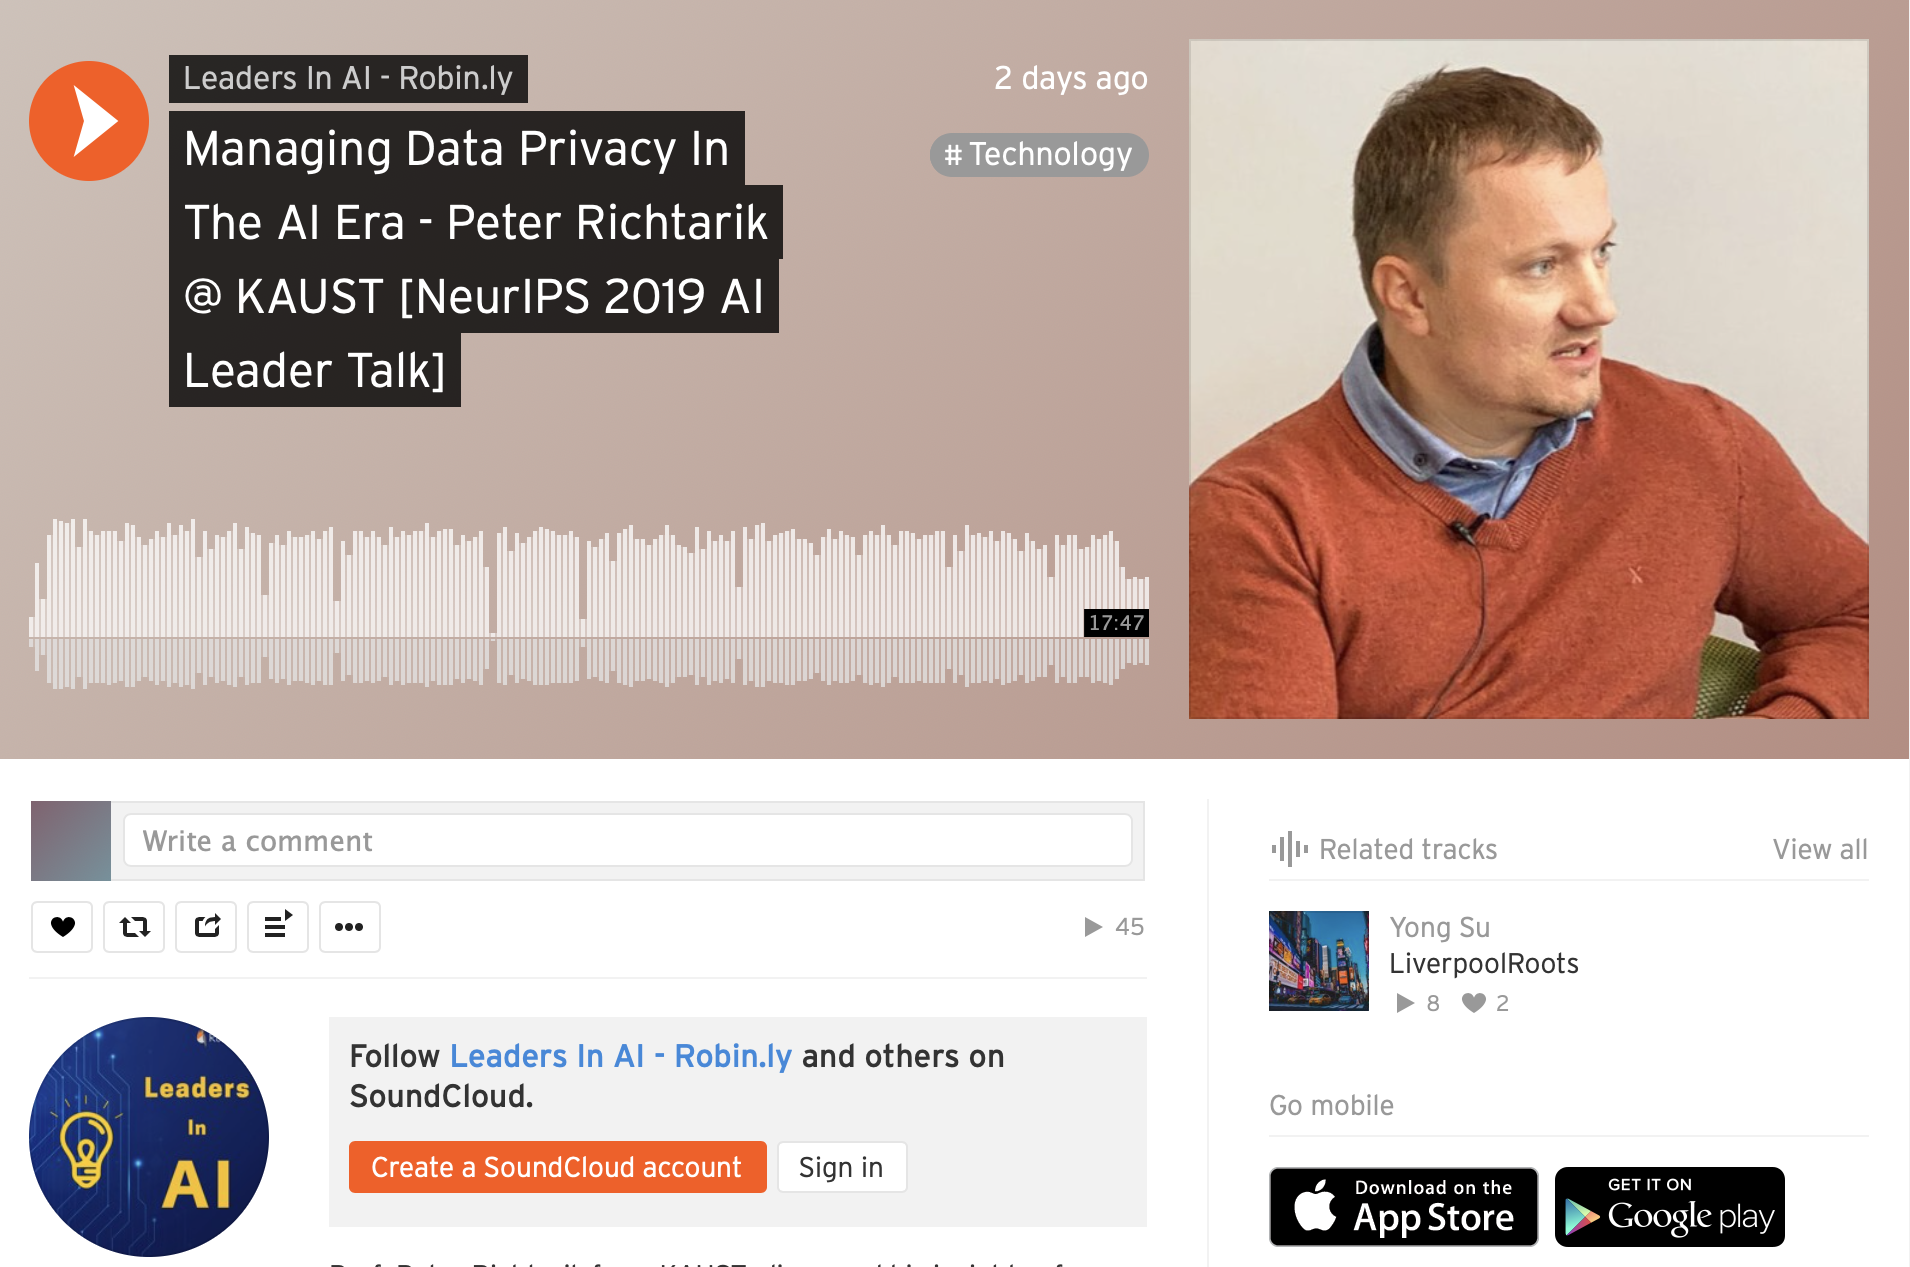 Leaders In AI - Robin.ly
2 days ago
Managing Data Privacy In
The AI Era - Peter Richtarik
@ KAUST [NeurIPS 2019 AI
Leader Talk]
# Technology
17:47
Write a comment
45
Related tracks
View all
Yong Su
LiverpoolRoots
8 2
Leaders
In
AI
Follow Leaders In AI - Robin.ly and others on
SoundCloud.
Create a SoundCloud account
Sign in
Go mobile
Download on the
App Store
GET IT ON
Google play